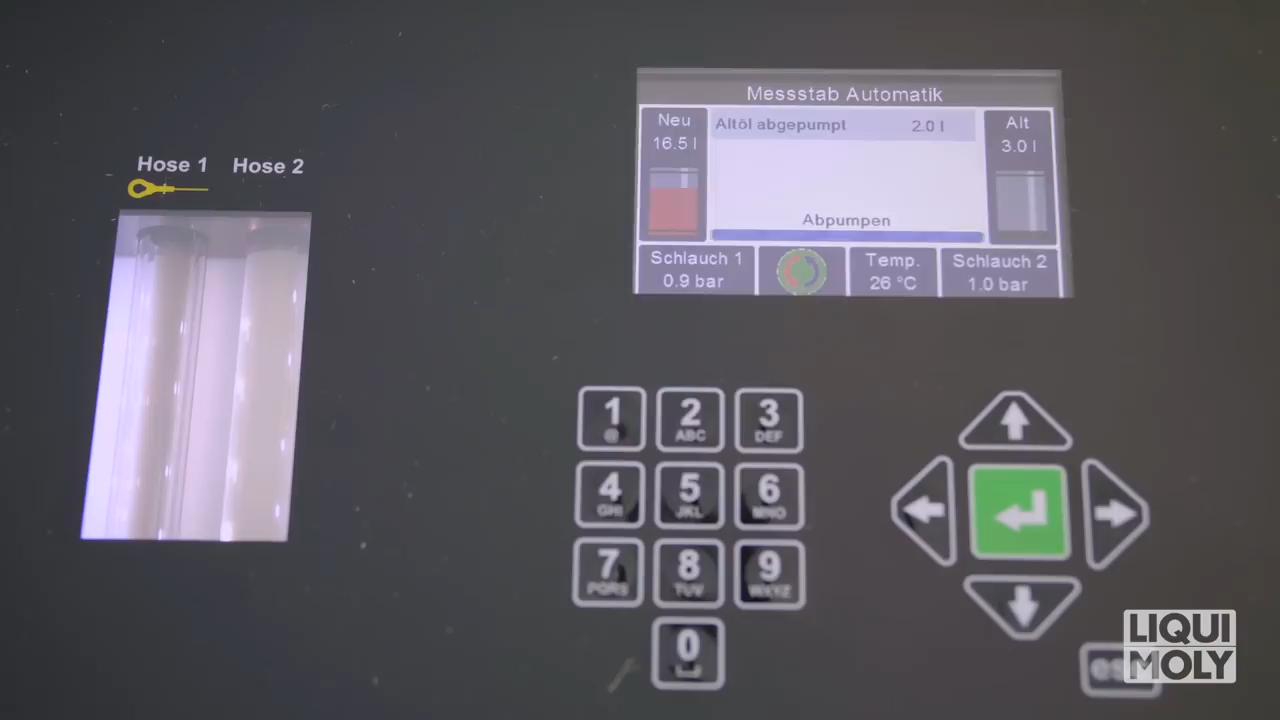 Messstab Automatik
Neu
16.5 l
Altöl abgepumpt 2.0 l
Alt
3.0 l
Abpumpen
Schlauch 1
0.9 bar
Temp.
26 °C
Schlauch 2
1.0 bar
Hose 1 Hose 2
1 2 3
@ ABC DEF
4 5 6
GHI JKL MNO
7 8 9
PQRS TUV WXYZ
0
LIQUI
MOLY